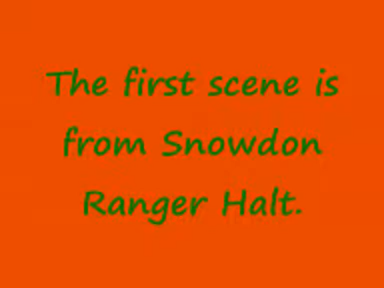 The first scene is
from Snowdon
Ranger Halt.